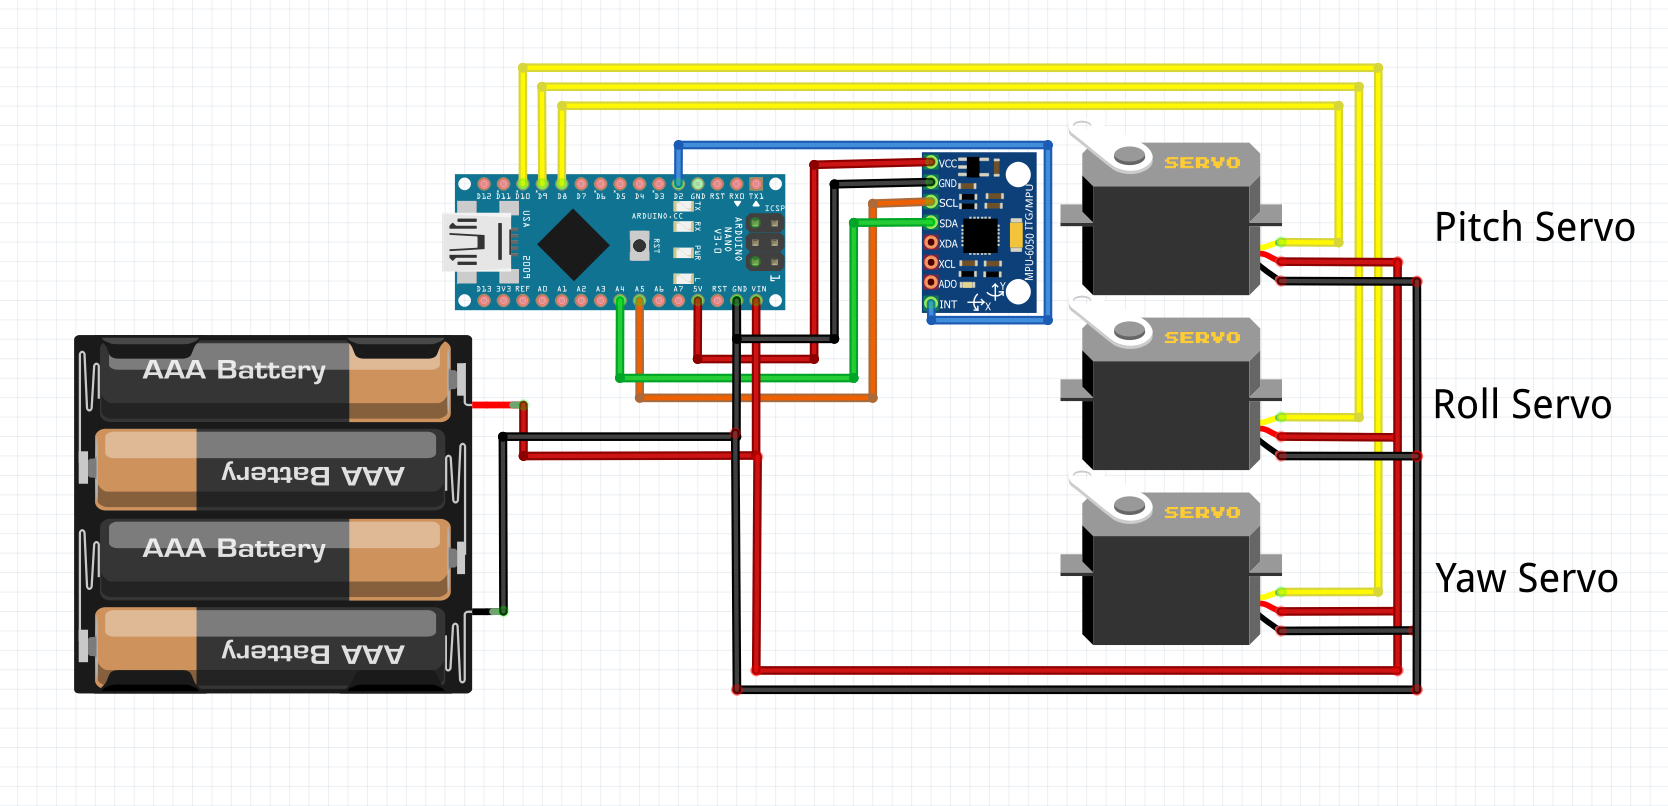 D12 D11 D10 D9 D8 D7 D6 D5 D4 D3 D2 GND RST RX0 TX1
TX
RX
PWR
L
ICSP
1
ARDUINO.CC
RST
ARDUINO
NANO
V3.0
USA
D13 3V3 REF A0 A1 A2 A3 A4 A5 A6 A7 5V RST GND VIN
VCC
GND
SCL
SDA
XDA
XCL
ADO
INT
MPU-6050 ITG/MPU
Y
X
SERVO
Pitch Servo
SERVO
Roll Servo
SERVO
Yaw Servo
AAA Battery
AAA Battery
AAA Battery
AAA Battery